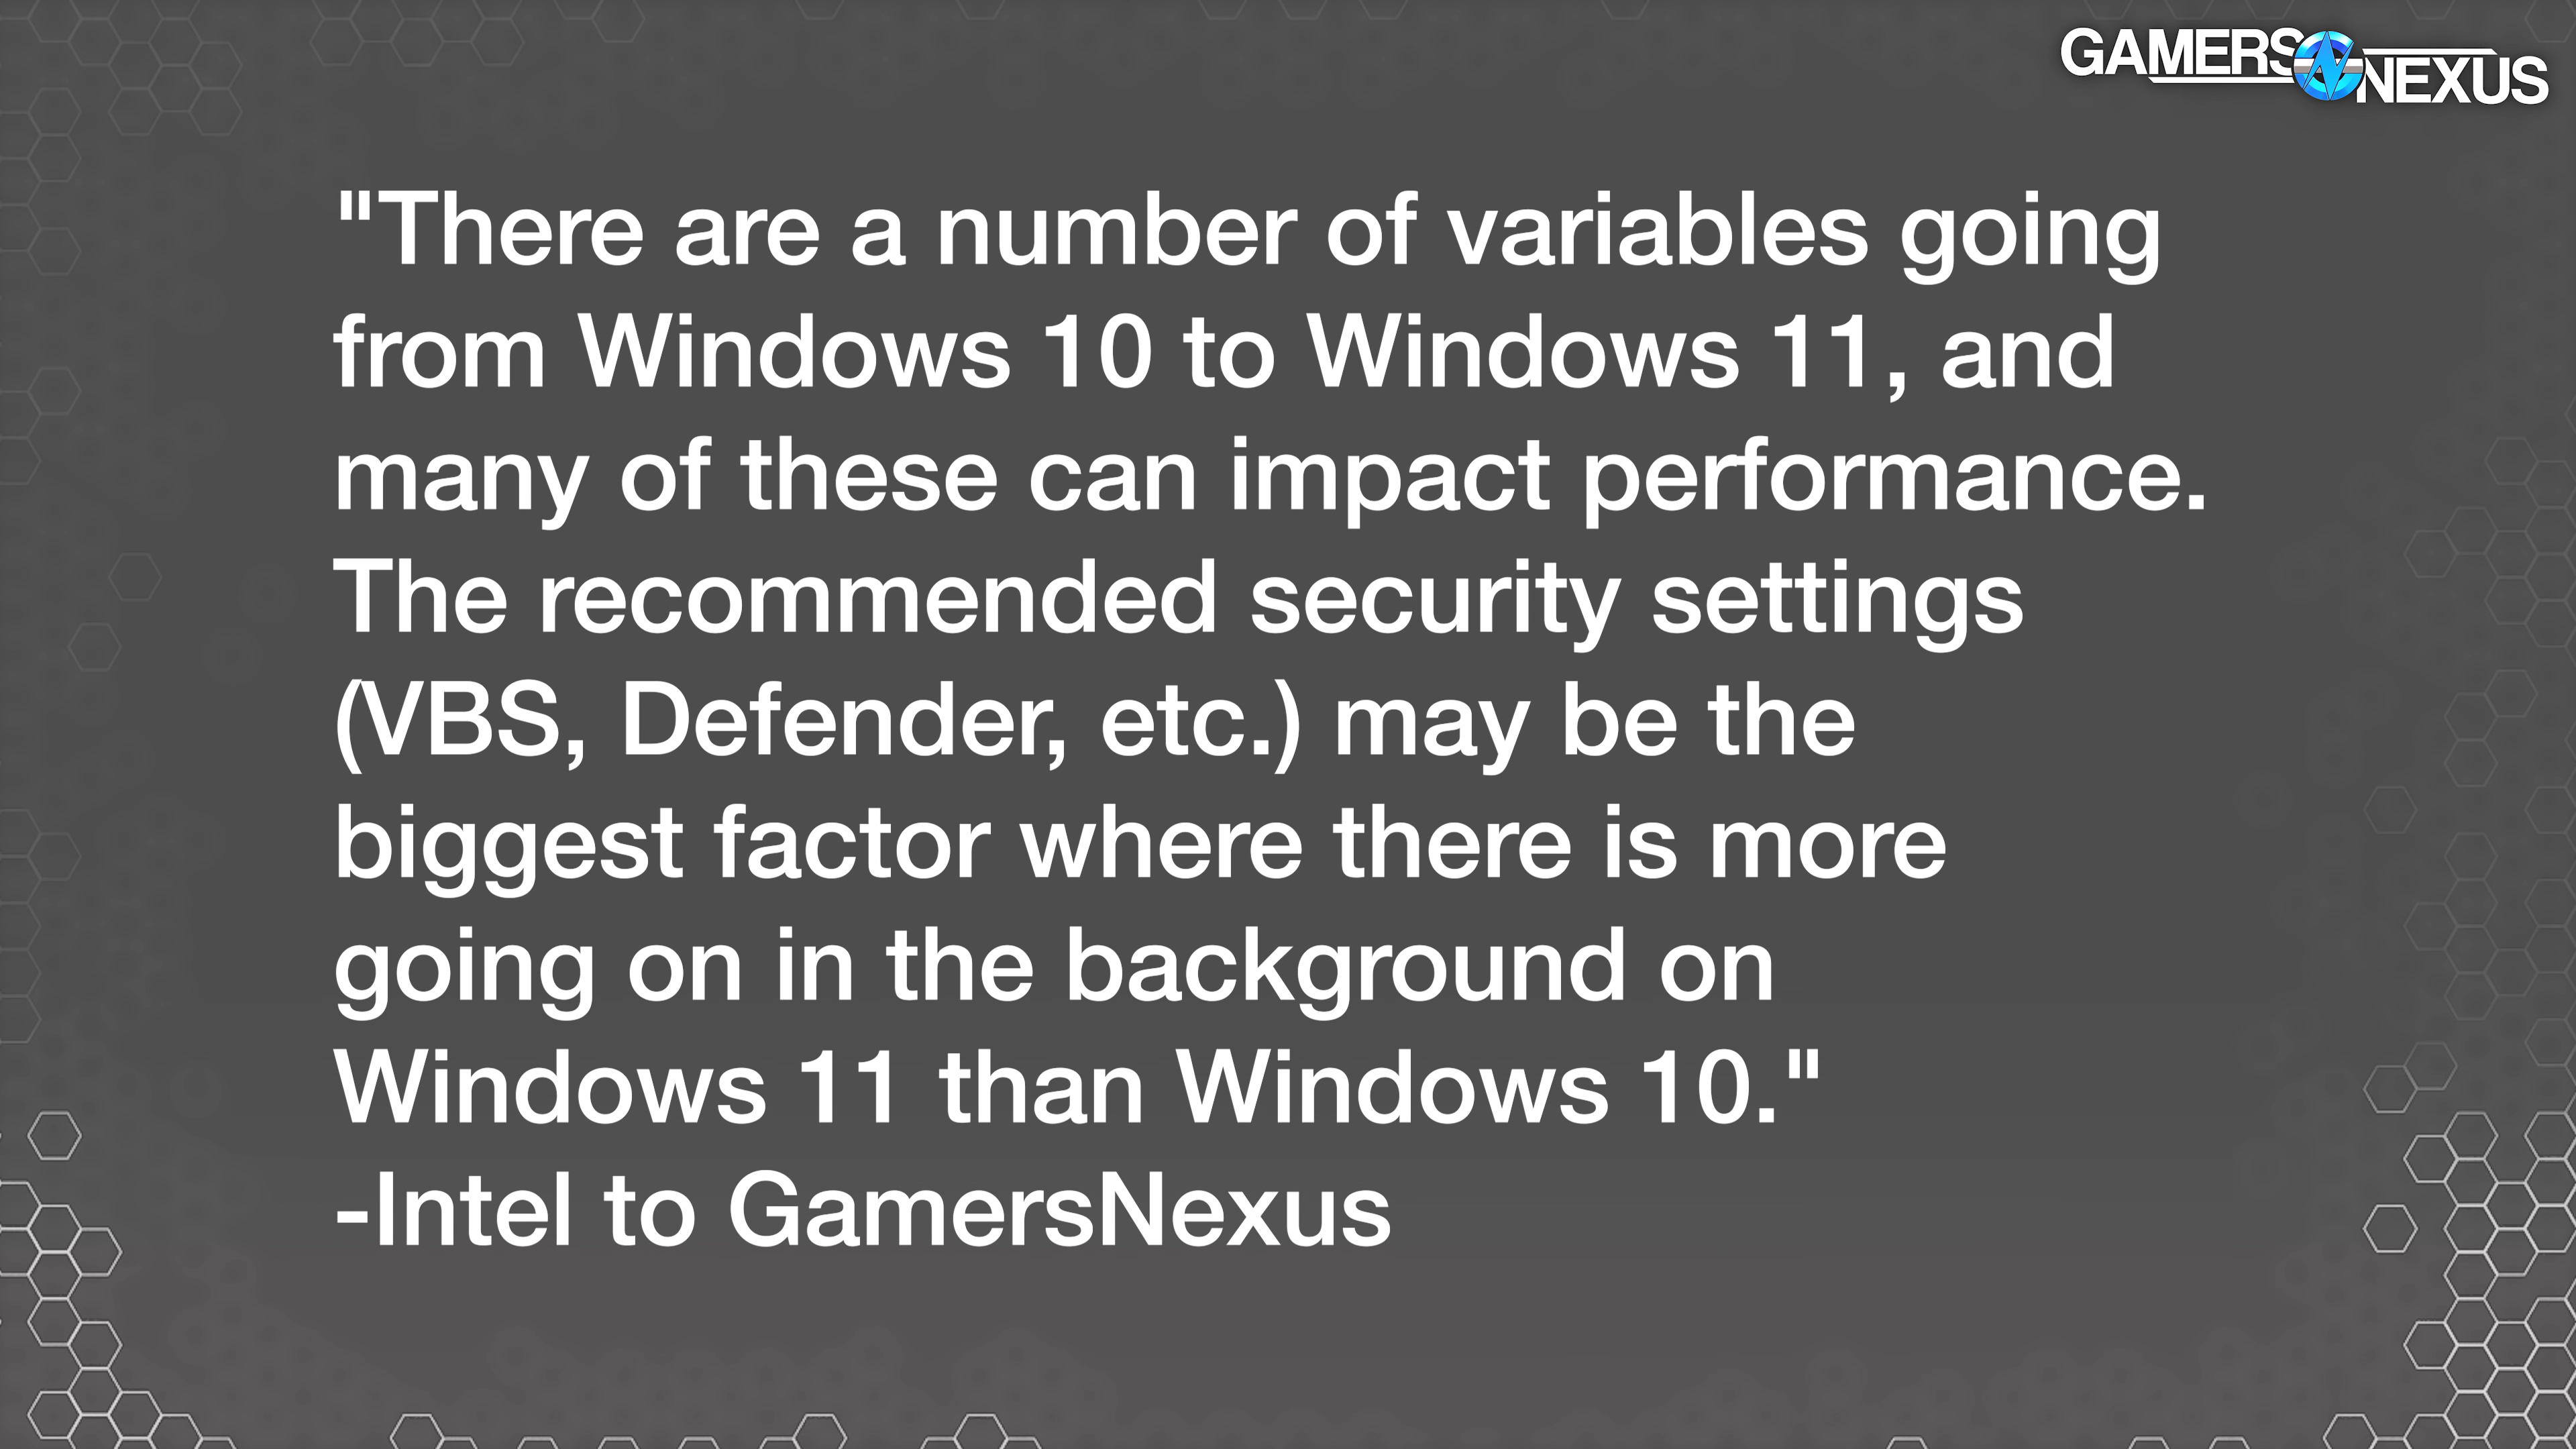 GAMERS NEXUS
"There are a number of variables going
from Windows 10 to Windows 11, and
many of these can impact performance.
The recommended security settings
(VBS, Defender, etc.) may be the
biggest factor where there is more
going on in the background on
Windows 11 than Windows 10."
-Intel to GamersNexus